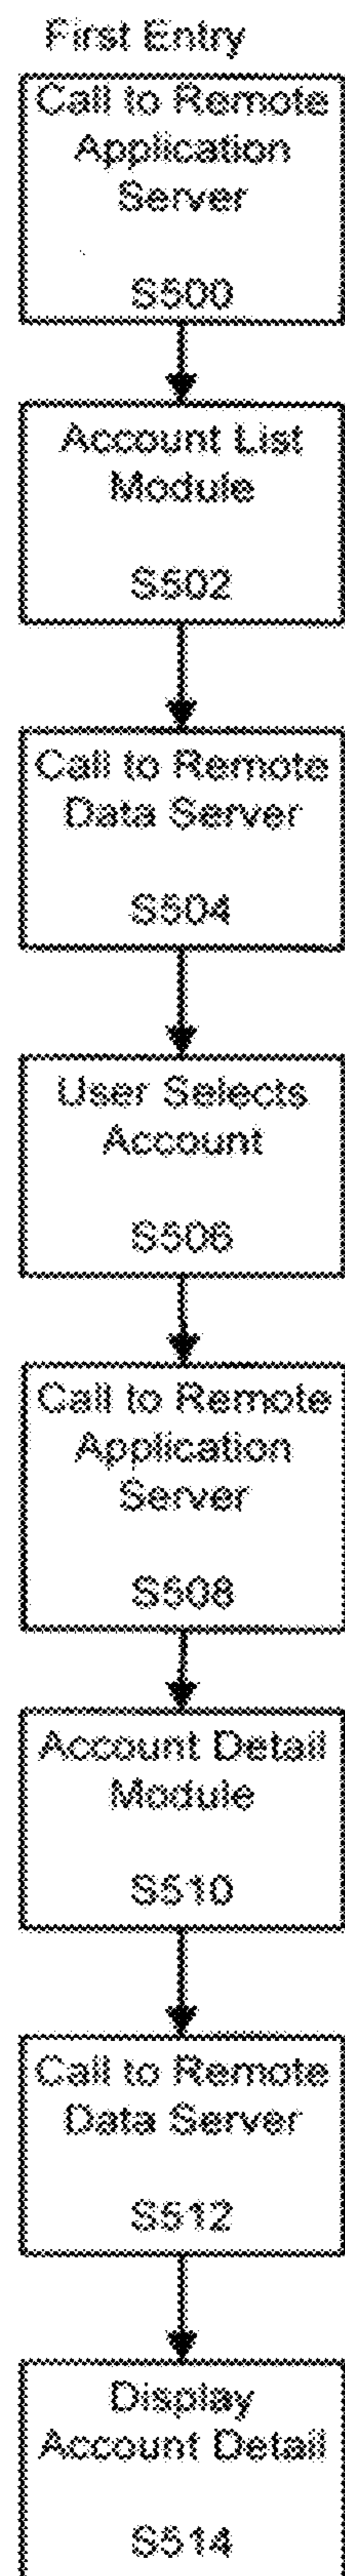 First Entry
Call to Remote
Application
Server
S500
Account List
Module
S502
Call to Remote
Data Server
S504
User Selects
Account
S506
Call to Remote
Application
Server
S508
Account Detail
Module
S510
Call to Remote
Data Server
S512
Display
Account Detail
S514